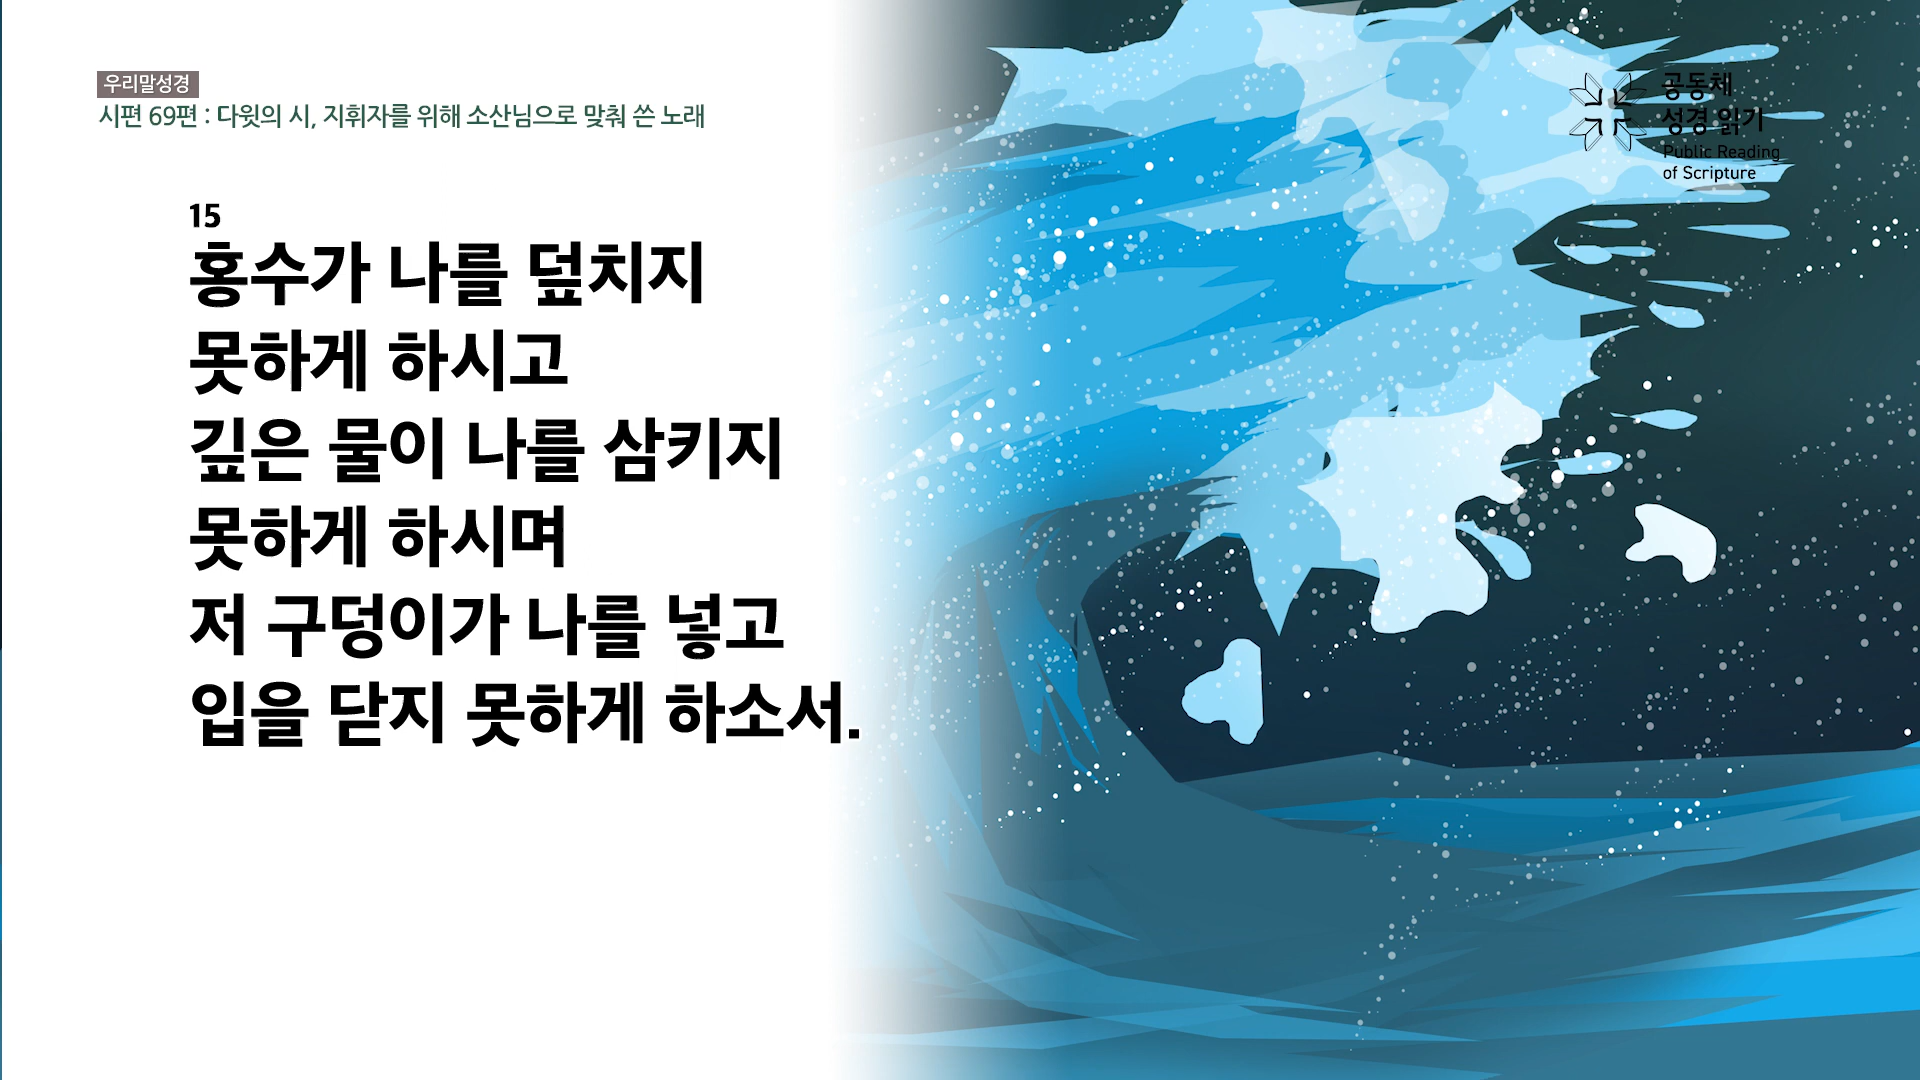 우리말성경
시편 69편 : 다윗의 시, 지휘자를 위해 소산님으로 맞춰 쓴 노래
15
홍수가 나를 덮치지
못하게 하시고
깊은 물이 나를 삼키지
못하게 하시며
저 구덩이가 나를 넣고
입을 닫지 못하게 하소서.
공동체
성경 읽기
Public Reading
of Scripture